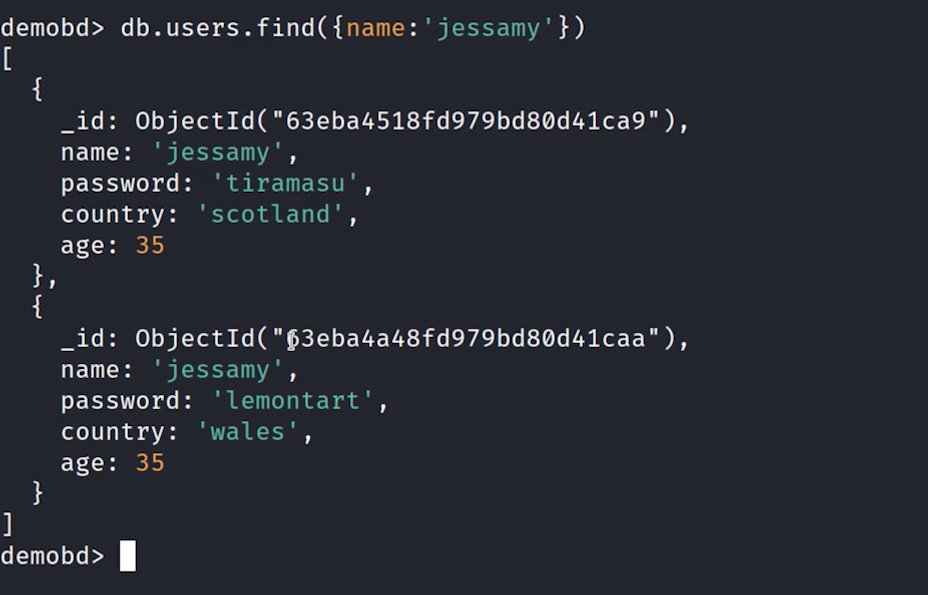 demobd> db.users.find({name:'jessamy'})
[
  {
    _id: ObjectId("63eba4518fd979bd80d41ca9"),
    name: 'jessamy',
    password: 'tiramasu',
    country: 'scotland',
    age: 35
  },
  {
    _id: ObjectId("63eba4a48fd979bd80d41caa"),
    name: 'jessamy',
    password: 'lemontart',
    country: 'wales',
    age: 35
  }
]
demobd>